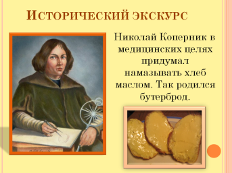 ИСТОРИЧЕСКИЙ ЭКСКУРС
Николай Коперник в
медицинских целях
придумал
намазывать хлеб
маслом. Так родился
бутерброд.